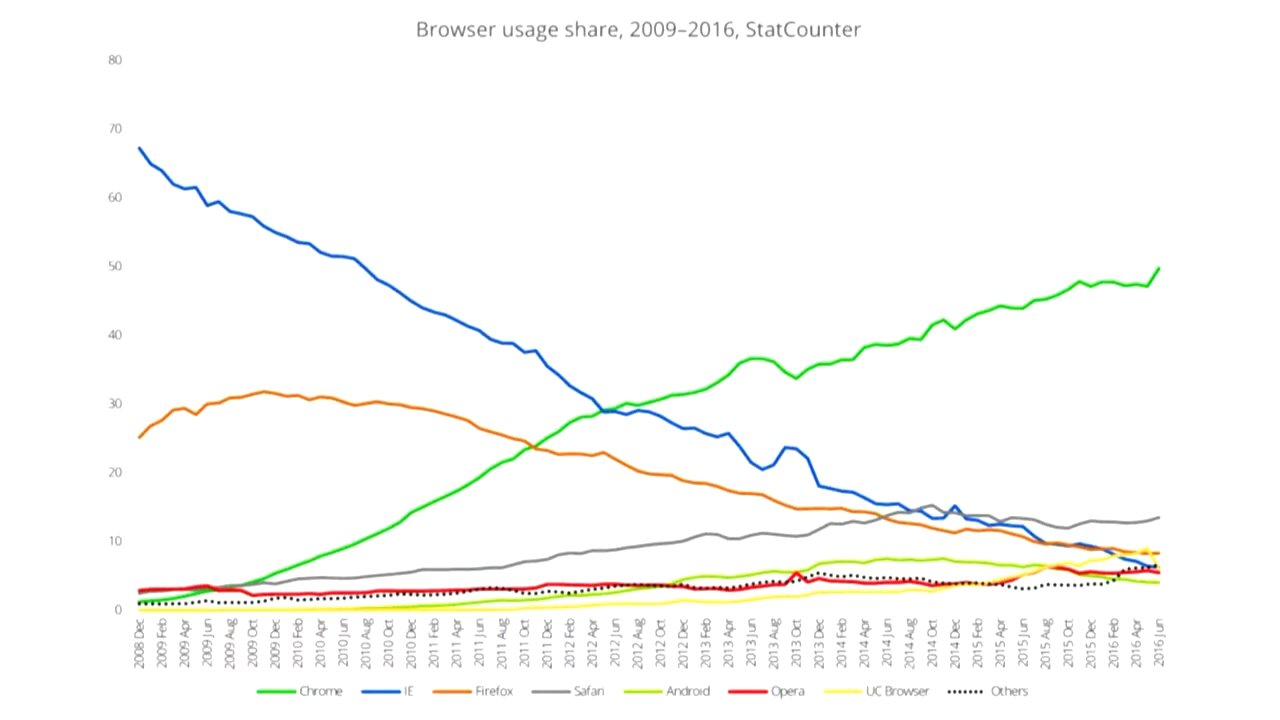 Browser usage share, 2009–2016, StatCounter
80
70
60
50
40
30
20
10
0
2008 Dec
2009 Feb
2009 Apr
2009 Jun
2009 Aug
2009 Oct
2009 Dec
2010 Feb
2010 Apr
2010 Jun
2010 Aug
2010 Oct
2010 Dec
2011 Feb
2011 Apr
2011 Jun
2011 Aug
2011 Oct
2011 Dec
2012 Feb
2012 Apr
2012 Jun
2012 Aug
2012 Oct
2012 Dec
2013 Feb
2013 Apr
2013 Jun
2013 Aug
2013 Oct
2013 Dec
2014 Feb
2014 Apr
2014 Jun
2014 Aug
2014 Oct
2014 Dec
2015 Feb
2015 Apr
2015 Jun
2015 Aug
2015 Oct
2015 Dec
2016 Feb
2016 Apr
2016 Jun
Chrome IE Firefox Safari Android Opera UC Browser Others